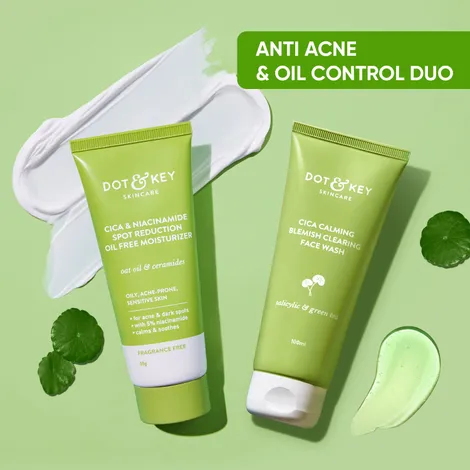 ANTI ACNE
& OIL CONTROL DUO
DOT & KEY
SKINCARE
CICA & NIACINAMIDE
SPOT REDUCTION
OIL FREE MOISTURIZER
oat oil & ceramides
OILY, ACNE-PRONE,
SENSITIVE SKIN
• for acne & dark spots
• with 5% niacinamide
• calms & soothes
FRAGRANCE FREE
DOT & KEY
SKINCARE
CICA CALMING
BLEMISH CLEARING
FACE WASH
salicylic & green tea
100ml